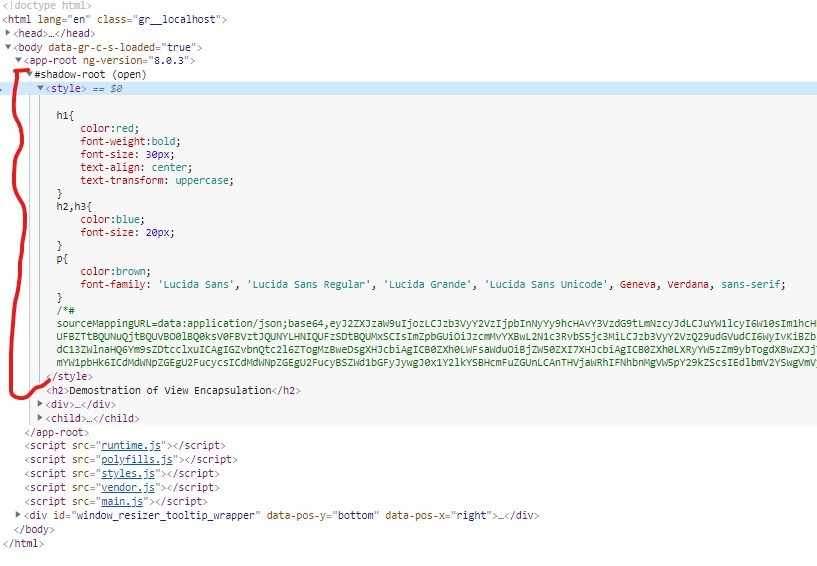 <!doctype html>
<html lang="en" class="gr__localhost">
<head>…</head>
<body data-gr-c-s-loaded="true">
<app-root ng-version="8.0.3">
#shadow-root (open)
<style> == $0
h1{
color:red;
font-weight:bold;
font-size: 30px;
text-align: center;
text-transform: uppercase;
}
h2,h3{
color:blue;
font-size: 20px;
}
p{
color:brown;
font-family: 'Lucida Sans', 'Lucida Sans Regular', 'Lucida Grande', 'Lucida Sans Unicode', Geneva, Verdana, sans-serif;
}
/*#
sourceMappingURL=data:application/json;base64,
</style>
<h2>Demostration of View Encapsulation</h2>
<div>…</div>
<child>…</child>
</app-root>
<script src="runtime.js"></script>
<script src="polyfills.js"></script>
<script src="styles.js"></script>
<script src="vendor.js"></script>
<script src="main.js"></script>
<div id="window_resizer_tooltip_wrapper" data-pos-y="bottom" data-pos-x="right">…</div>
</body>
</html>